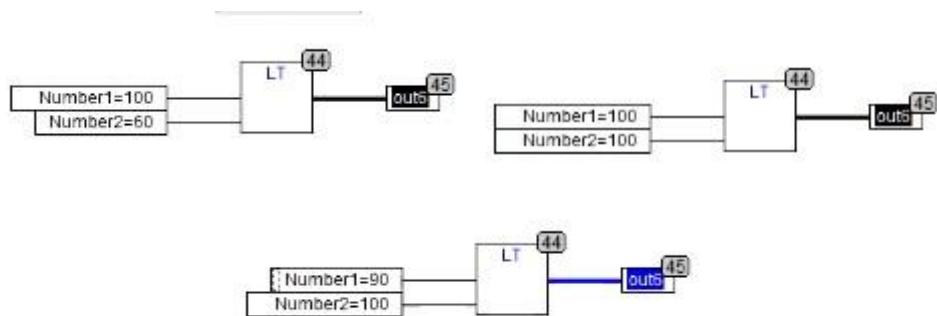 44
LT
45
Number1=100
out6
Number2=60
44
LT
45
Number1=100
out6
Number2=100
44
LT
45
Number1=90
out6
Number2=100